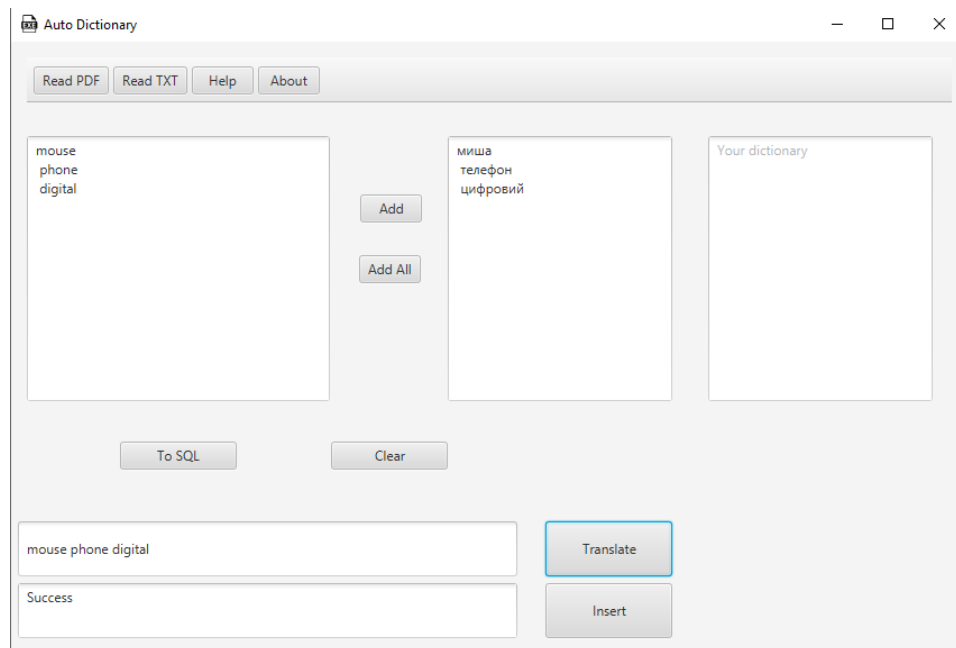 Auto Dictionary
Read PDF Read TXT Help About
mouse
phone
digital
Add
Add All
миша
телефон
цифровий
Your dictionary
To SQL Clear
mouse phone digital
Translate
Success
Insert